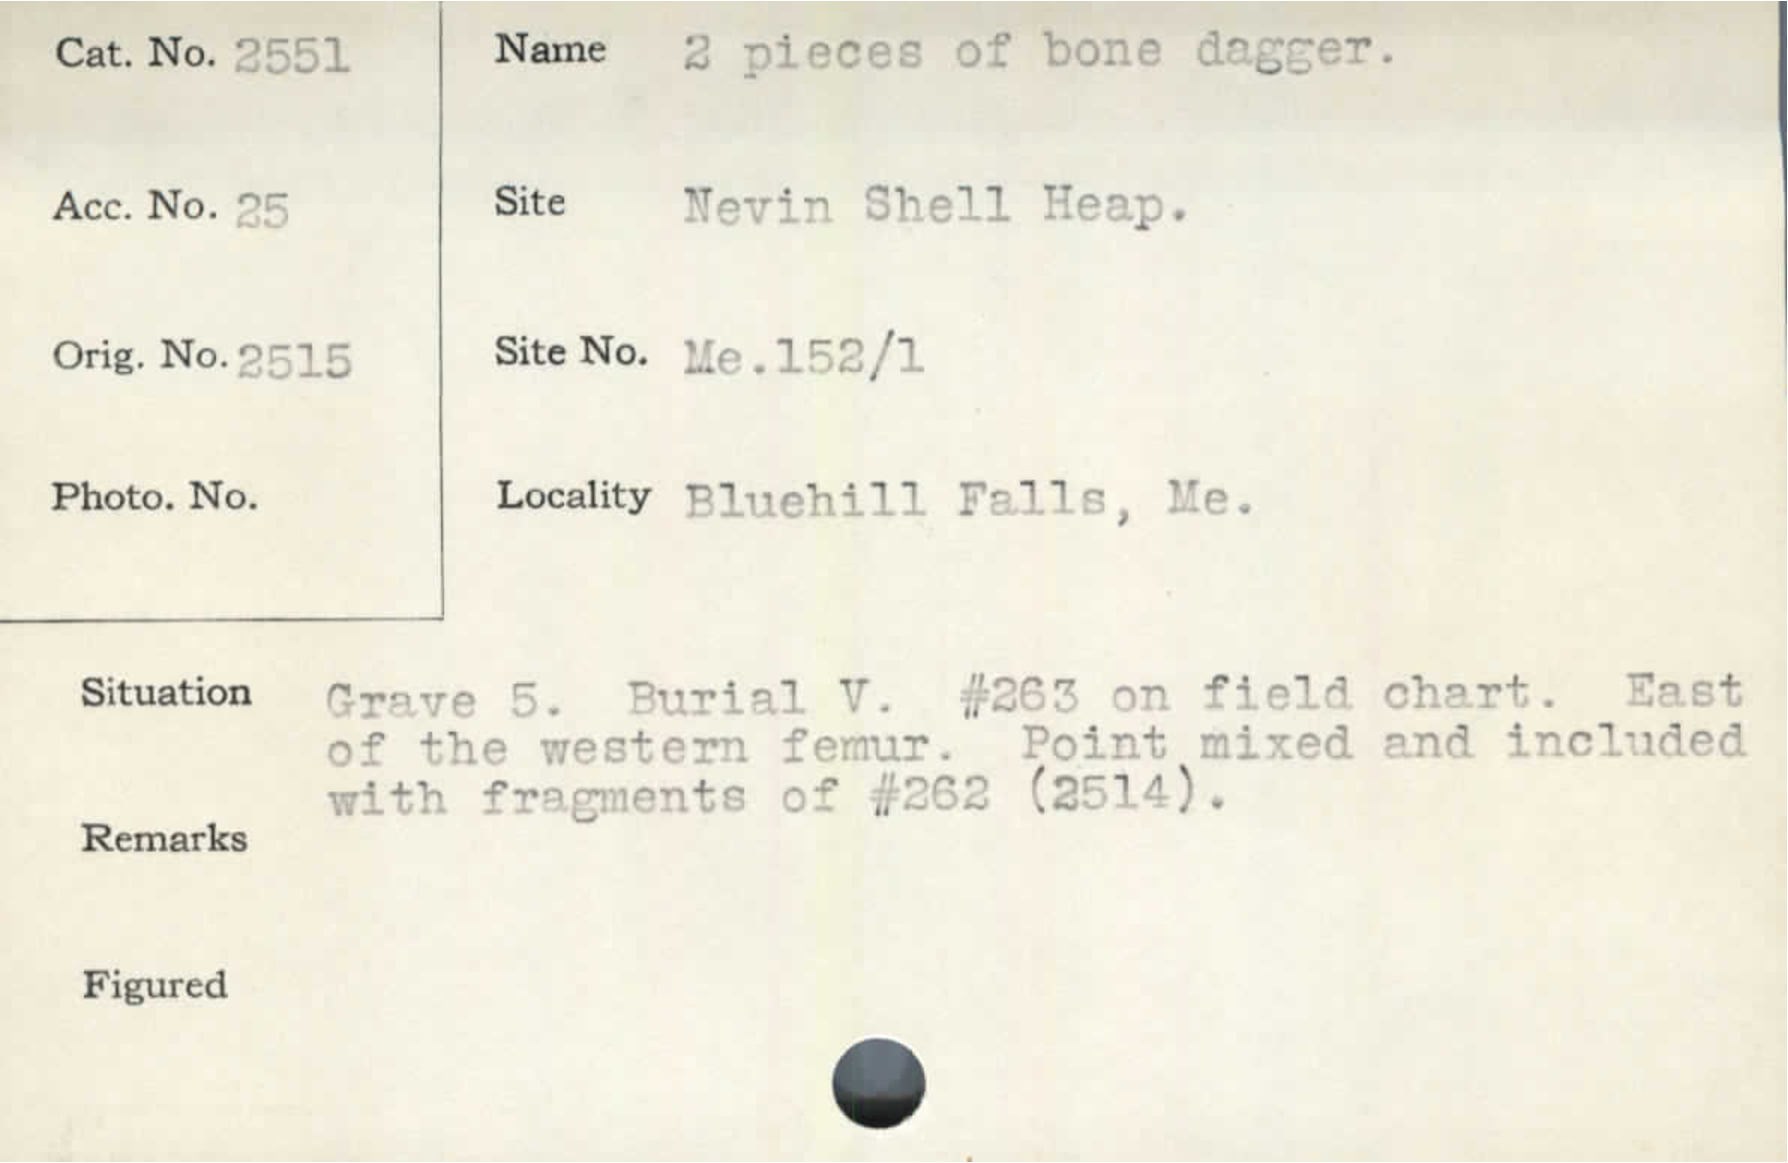 Cat. No. 2551
Name 2 pieces of bone dagger.
Acc. No. 25
Site Nevin Shell Heap.
Orig. No. 2515
Site No. Me.152/1
Photo. No.
Locality Bluehill Falls, Me.
Situation Grave 5. Burial V. #263 on field chart. East
of the western femur. Point mixed and included
with fragments of #262 (2514).
Remarks
Figured